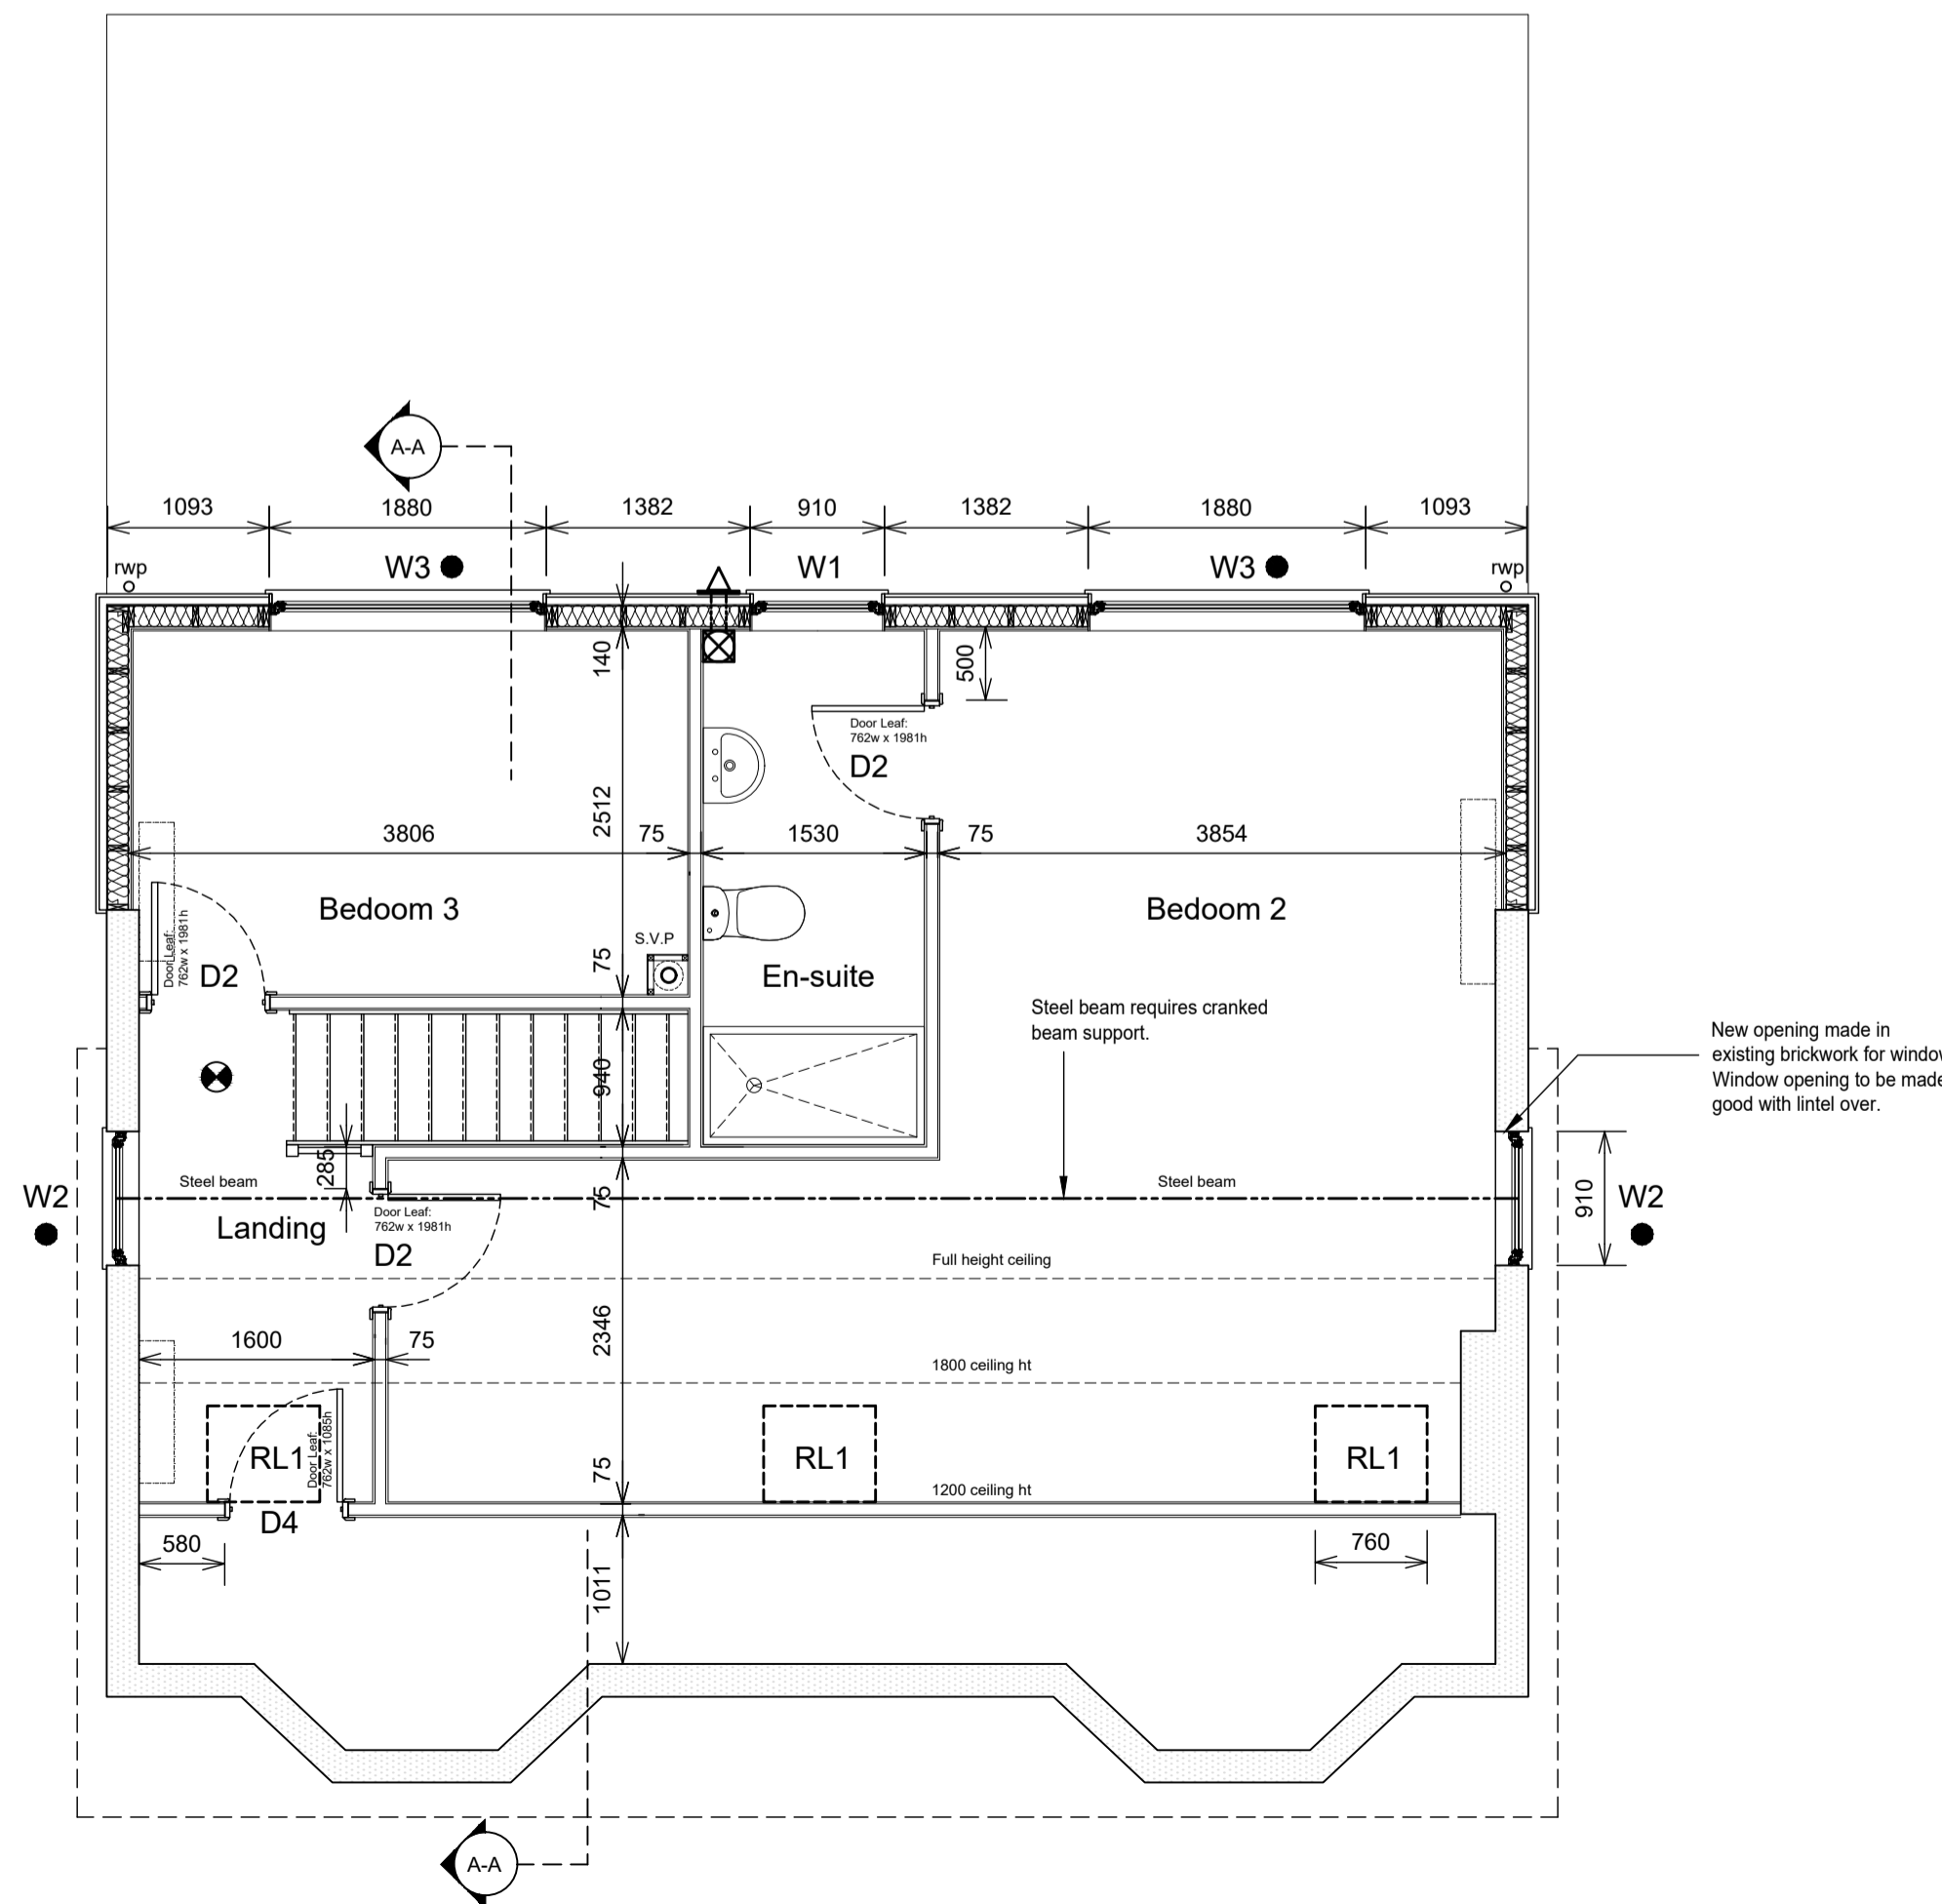 A-A
1093
1880
1382
910
1382
1880
1093
rwp
W3
W1
W3
rwp
140
500
Door Leaf:
762w x 1981h
D2
2512
3806
75
1530
75
3854
Bedoom 3
Bedoom 2
Door Leaf:
762w x 1981h
D2
S.V.P
75
En-suite
Steel beam requires cranked
beam support.
New opening made in
existing brickwork for window
Window opening to be made
good with lintel over.
940
285
Steel beam
75
Steel beam
W2
910
W2
Landing
Door Leaf:
762w x 1981h
D2
Full height ceiling
2346
1600
75
1800 ceiling ht
RL1
Door Leaf:
762w x 1085h
75
RL1
RL1
1200 ceiling ht
D4
580
760
1011
A-A